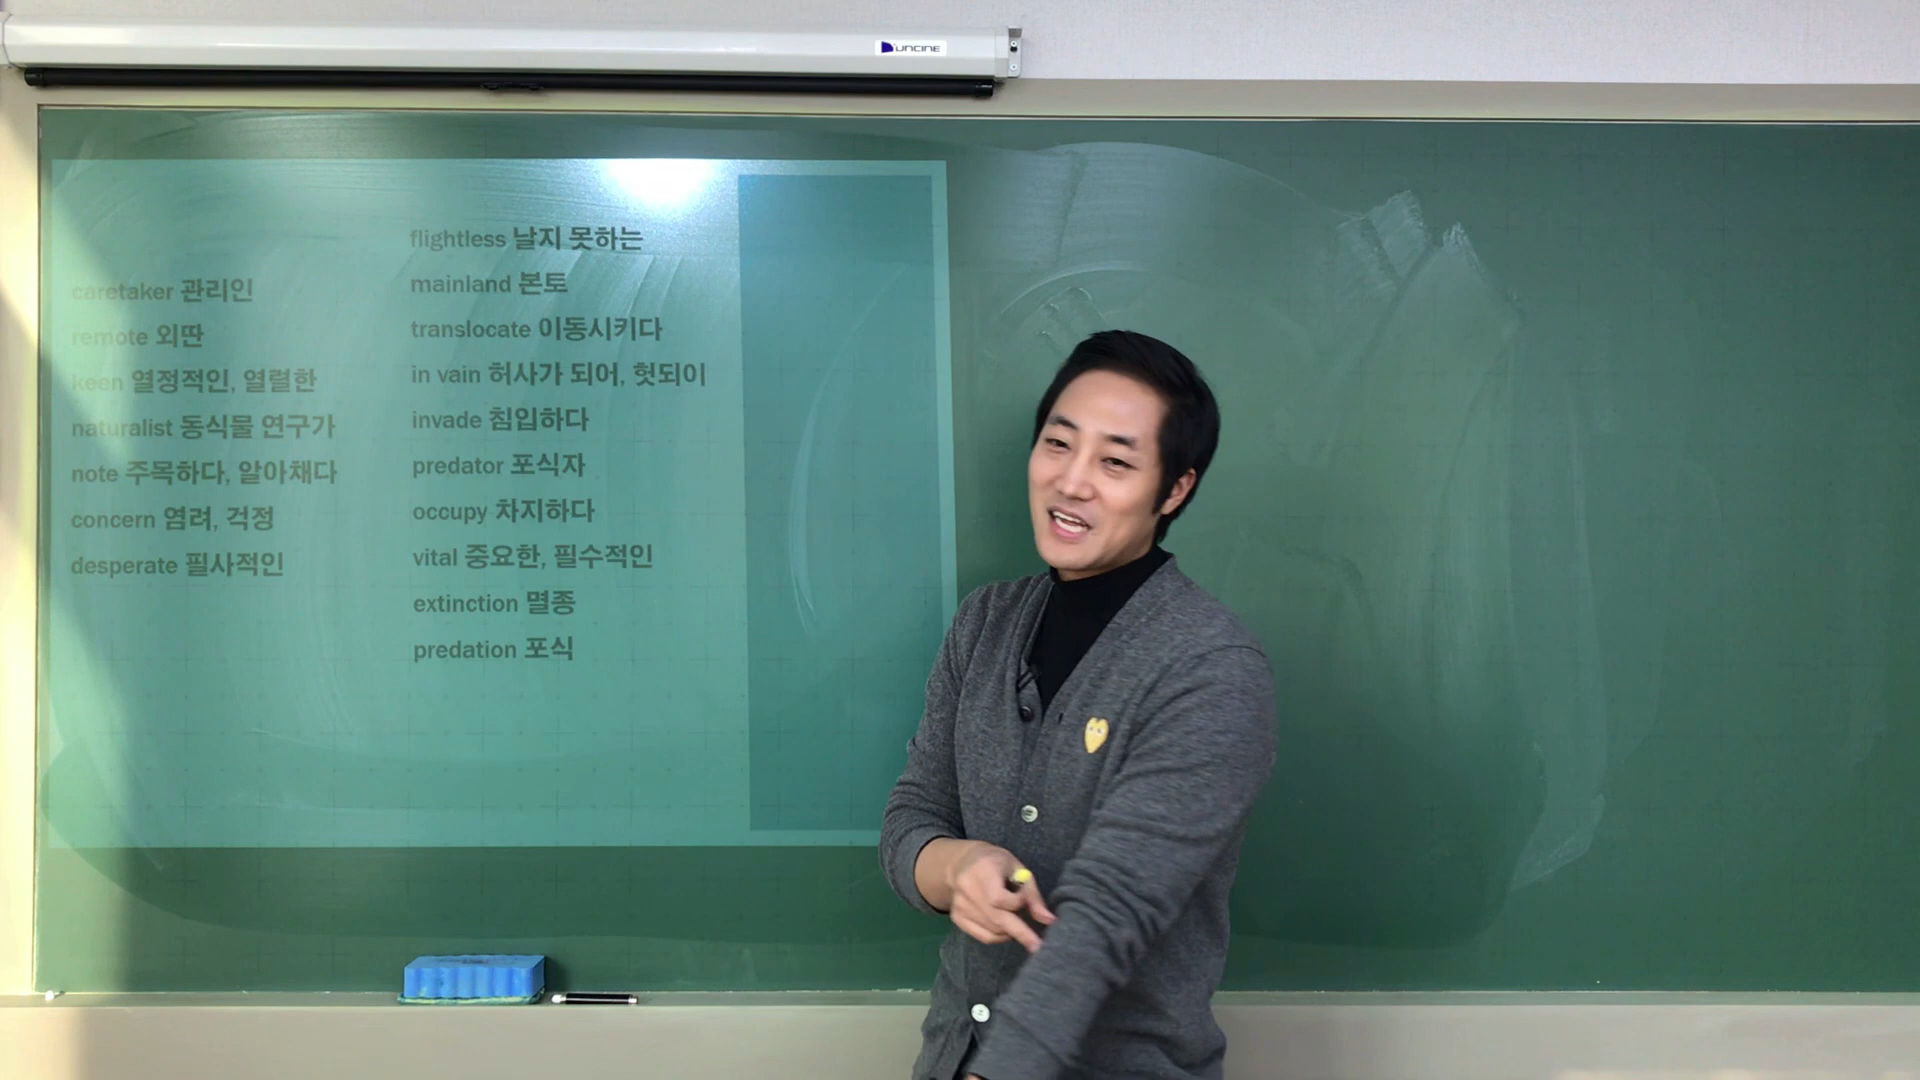 UNCINE
caretaker 관리인
remote 외딴
keen 열정적인, 열렬한
naturalist 동식물 연구가
note 주목하다, 알아채다
concern 염려, 걱정
desperate 필사적인
flightless 날지 못하는
mainland 본토
translocate 이동시키다
in vain 허사가 되어, 헛되이
invade 침입하다
predator 포식자
occupy 차지하다
vital 중요한, 필수적인
extinction 멸종
predation 포식